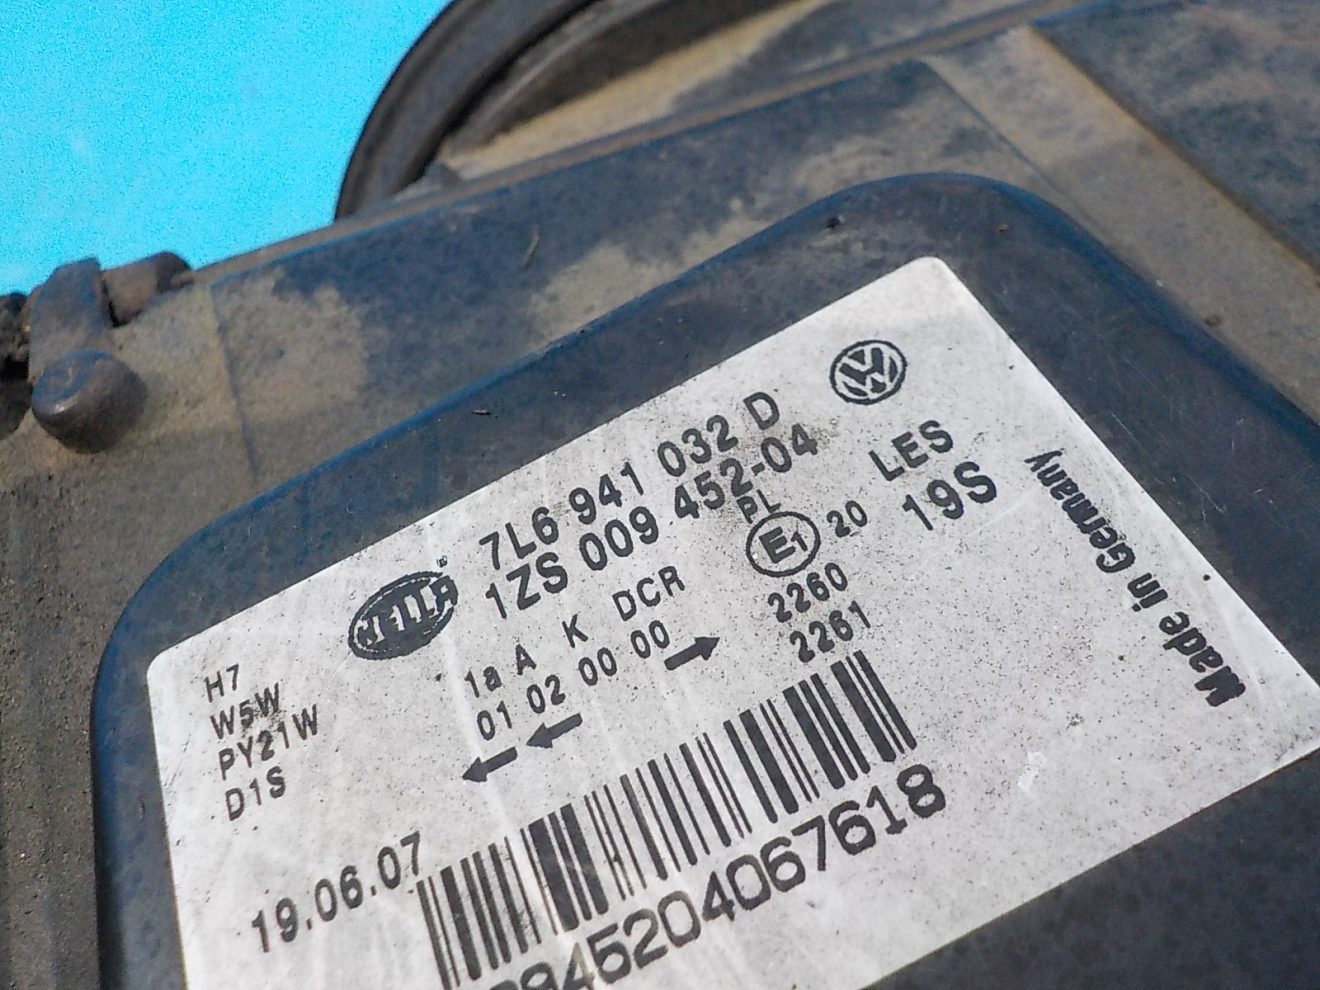 7L6 941 032 D
1ZS 009 452-04
HELLA
LES
19S
PL
E1 20
2260
2261
1a A K DCR
01 02 00 00
H7
W5W
PY21W
D1S
19.06.07
945204067618
Made in Germany